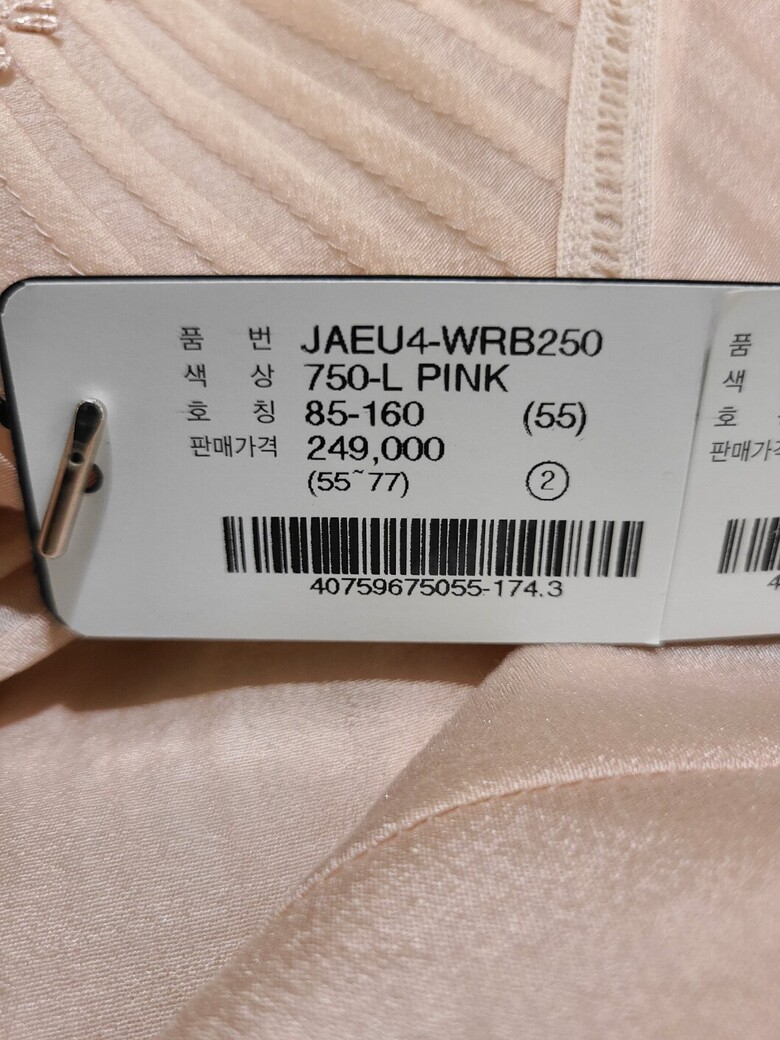 품 번 JAEU4-WRB250
색 상 750-L PINK
호 칭 85-160 (55)
판매가격 249,000
(55~77) ②
40759675055-174.3
품
색
호
판매가
4